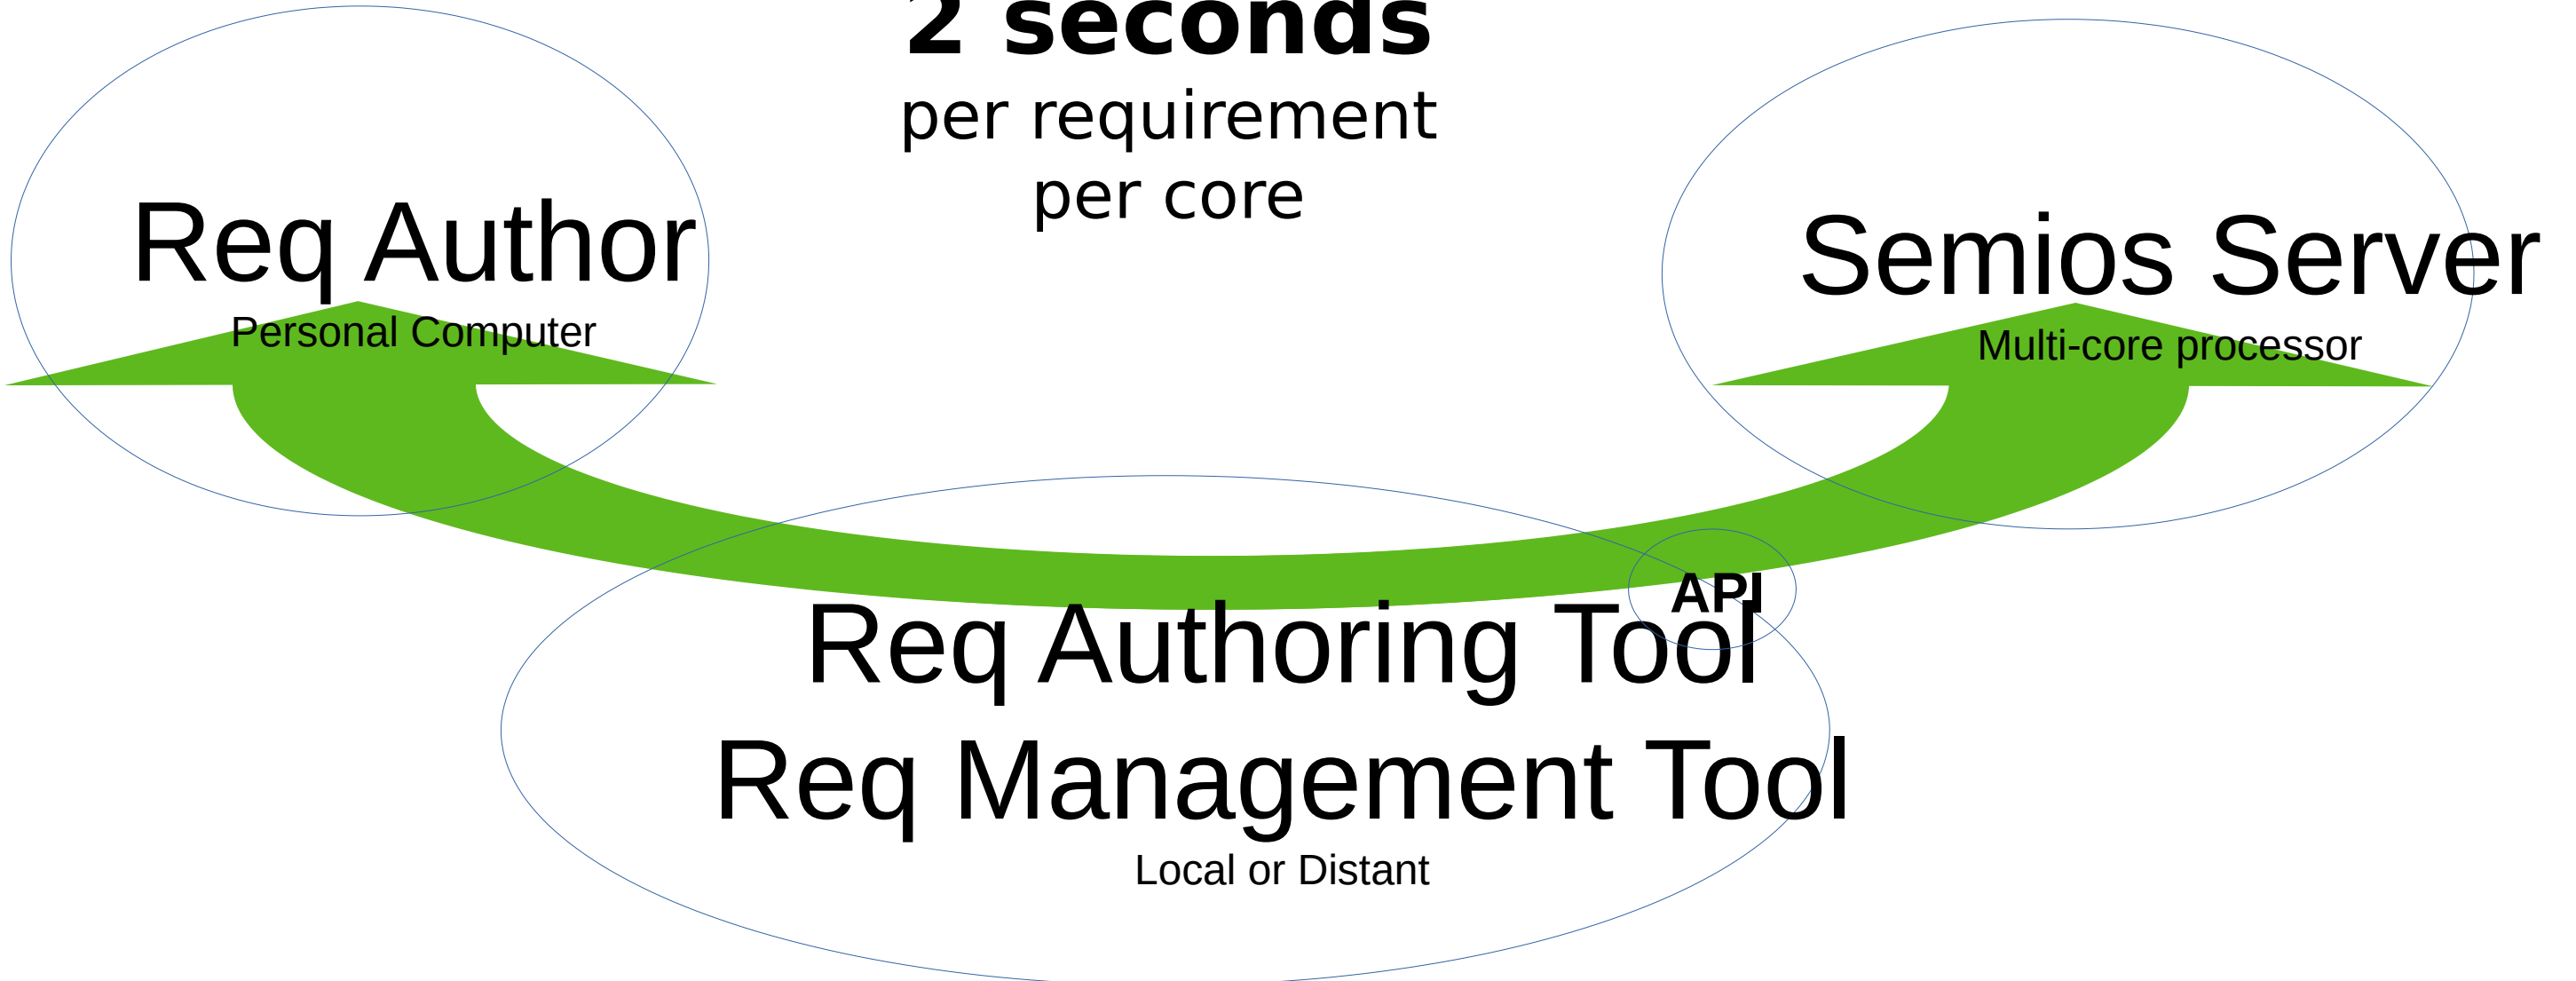 2 seconds
per requirement
per core
Req Author
Personal Computer
Semios Server
Multi-core processor
API
Req Authoring Tool
Req Management Tool
Local or Distant